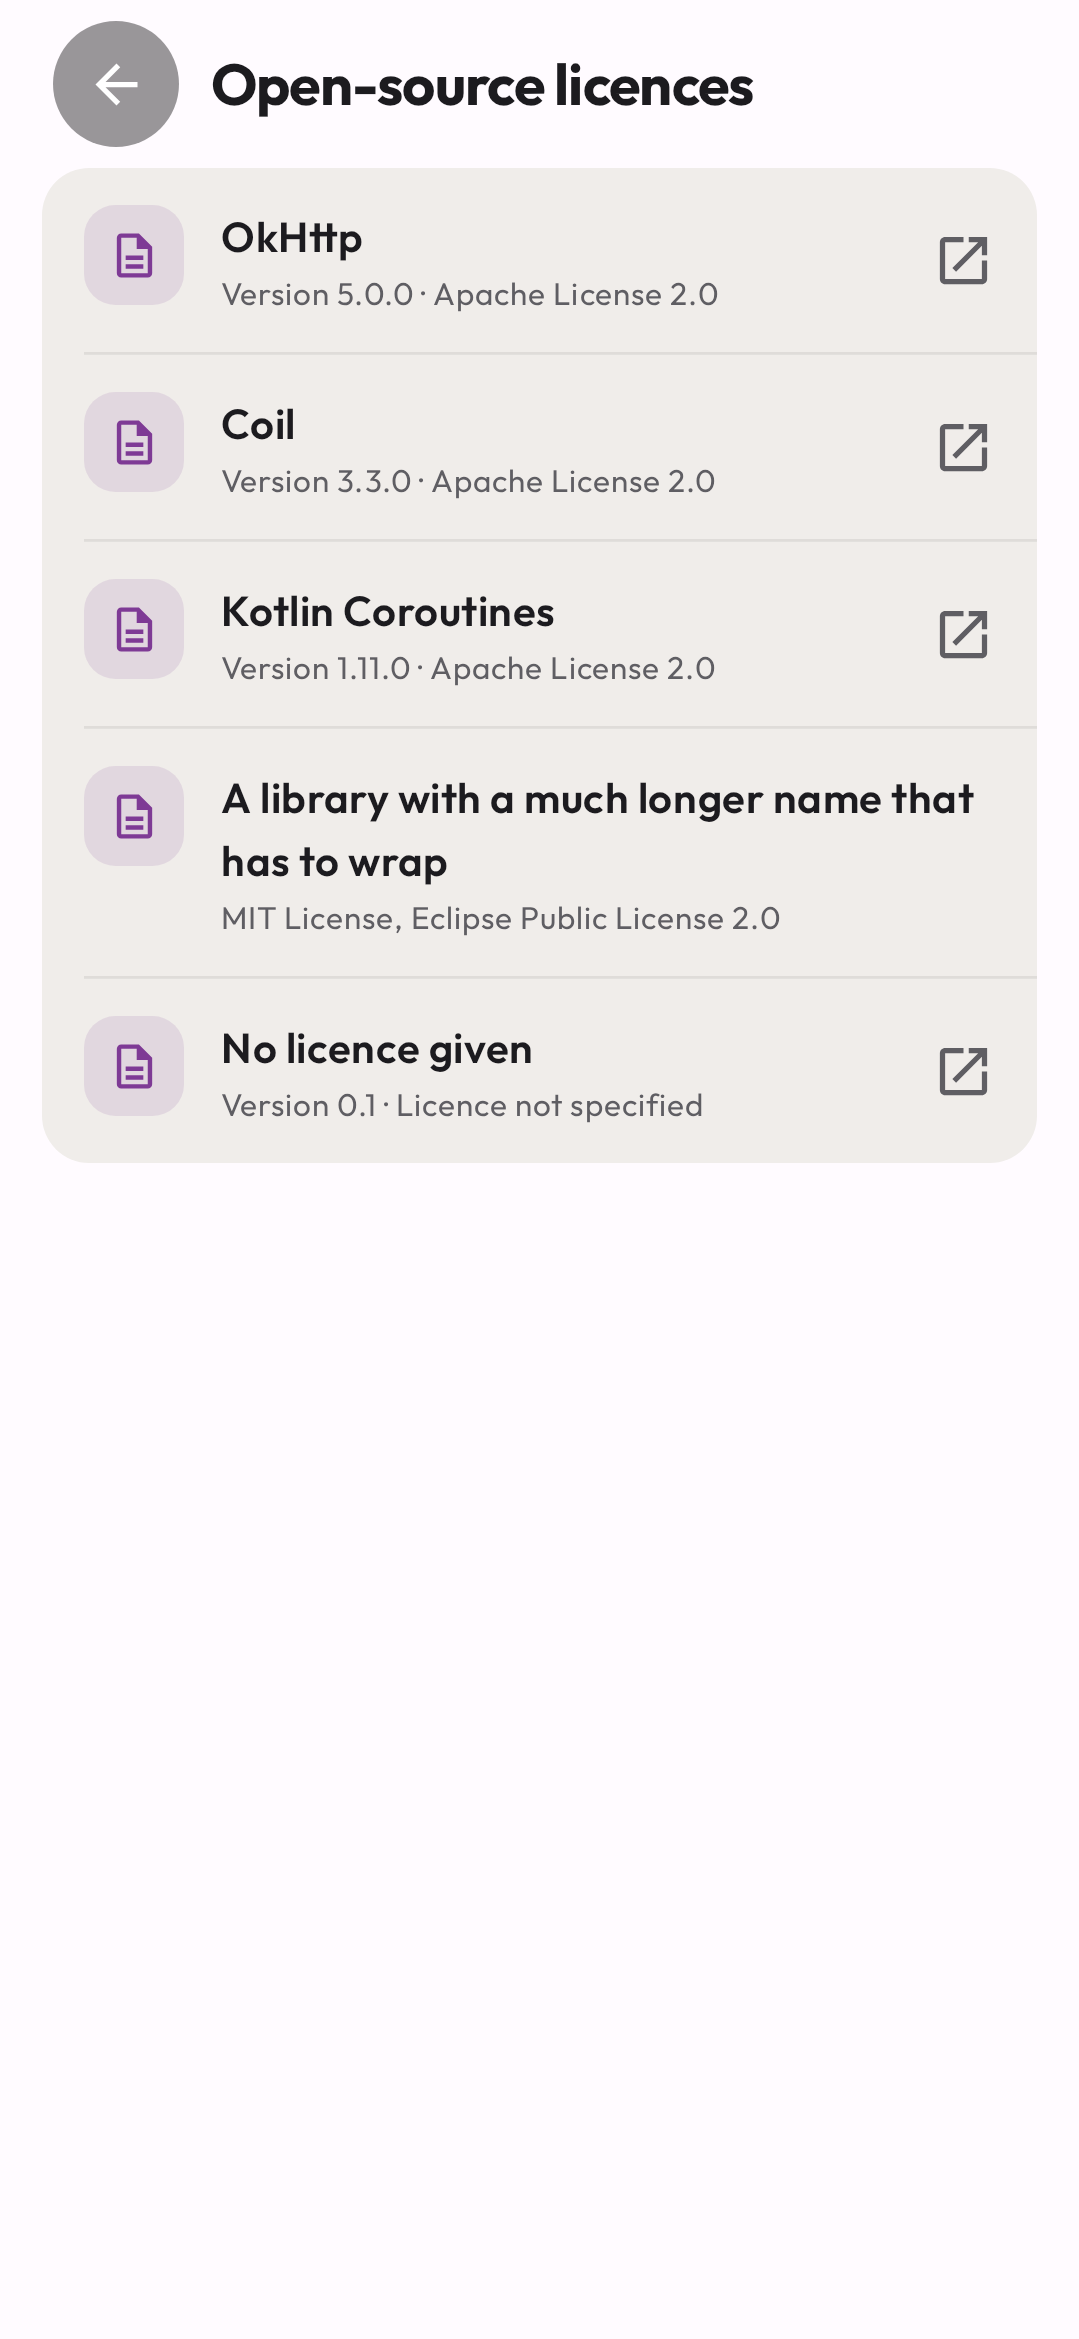 Open-source licences
OkHttp
Version 5.0.0 · Apache License 2.0
Coil
Version 3.3.0 · Apache License 2.0
Kotlin Coroutines
Version 1.11.0 · Apache License 2.0
A library with a much longer name that
has to wrap
MIT License, Eclipse Public License 2.0
No licence given
Version 0.1 · Licence not specified